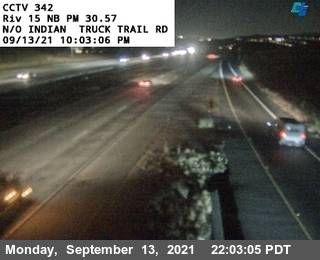 CCTV 342
Riv 15 NB PM 30.57
N/O INDIAN TRUCK TRAIL RD
09/13/21 10:03:06 PM
Monday, September 13, 2021 22:03:05 PDT